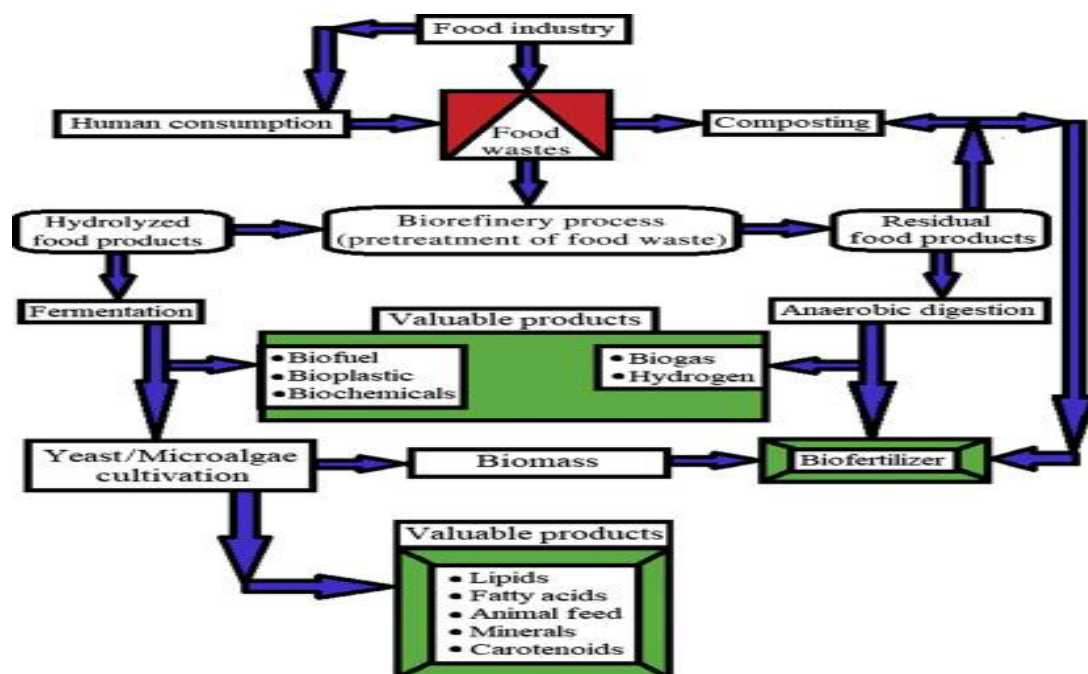 Food industry
Human consumption
Food
wastes
Composting
Hydrolyzed
food products
Biorefinery process
(pretreatment of food waste)
Residual
food products
Fermentation
Anaerobic digestion
Valuable products
• Biofuel
• Bioplastic
• Biochemicals
• Biogas
• Hydrogen
Yeast/Microalgae
cultivation
Biomass
Biofertilizer
Valuable products
• Lipids
• Fatty acids
• Animal feed
• Minerals
• Carotenoids